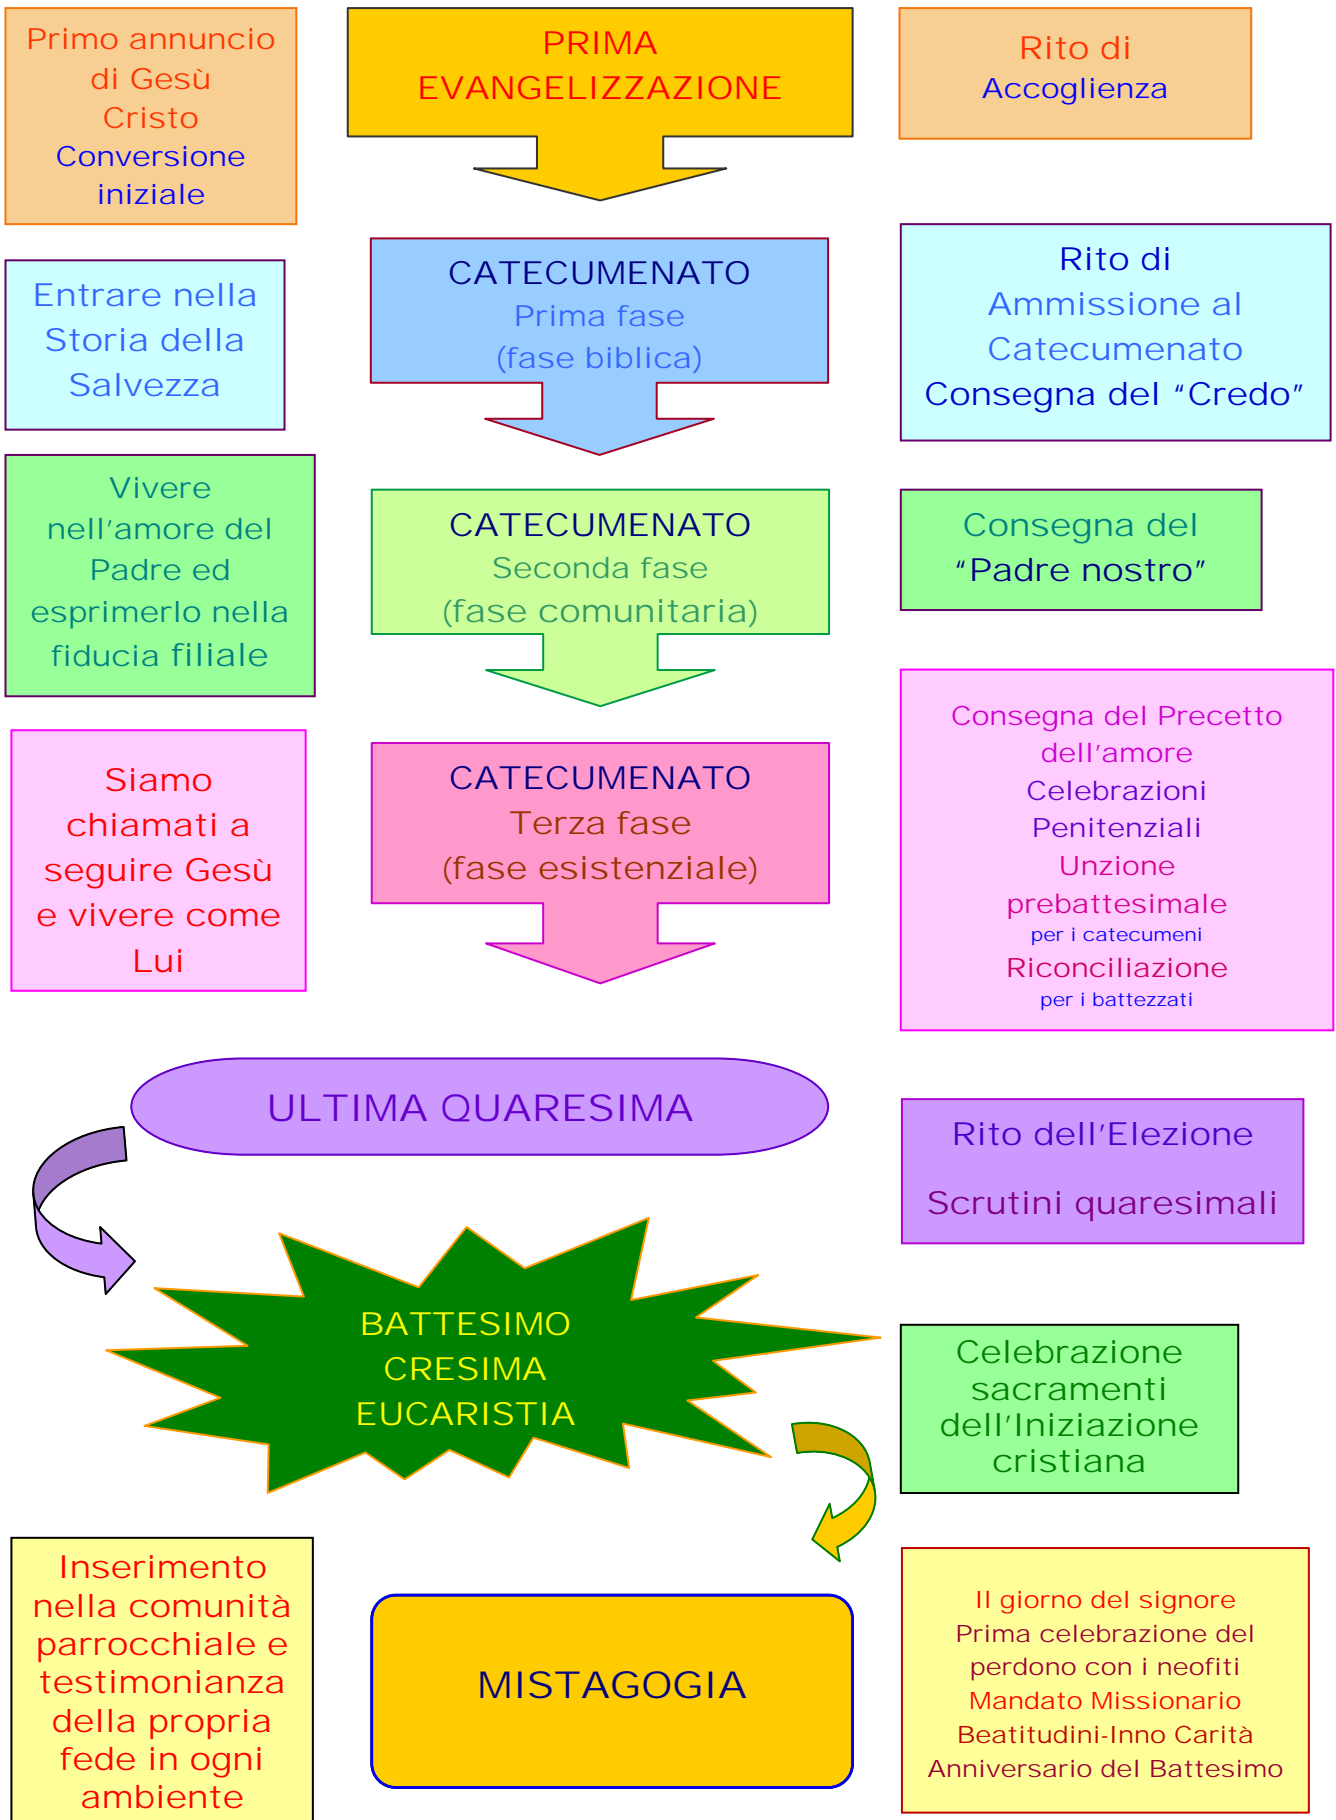 Primo annuncio
di Gesù
Cristo
Conversione
iniziale
PRIMA
EVANGELIZZAZIONE
Rito di
Accoglienza
Entrare nella
Storia della
Salvezza
CATECUMENATO
Prima fase
(fase biblica)
Rito di
Ammissione al
Catecumenato
Consegna del “Credo”
Vivere
nell'amore del
Padre ed
esprimerlo nella
fiducia filiale
CATECUMENATO
Seconda fase
(fase comunitaria)
Consegna del
“Padre nostro”
Siamo
chiamati a
seguire Gesù
e vivere come
Lui
CATECUMENATO
Terza fase
(fase esistenziale)
Consegna del Precetto
dell'amore
Celebrazioni
Penitenziali
Unzione
prebattesimale
per i catecumeni
Riconciliazione
per i battezzati
ULTIMA QUARESIMA
Rito dell'Elezione
Scrutini quaresimali
BATTESIMO
CRESIMA
EUCARISTIA
Celebrazione
sacramenti
dell'Iniziazione
cristiana
Inserimento
nella comunità
parrocchiale e
testimonianza
della propria
fede in ogni
ambiente
MISTAGOGIA
Il giorno del signore
Prima celebrazione del
perdono con i neofiti
Mandato Missionario
Beatitudini-Inno Carità
Anniversario del Battesimo